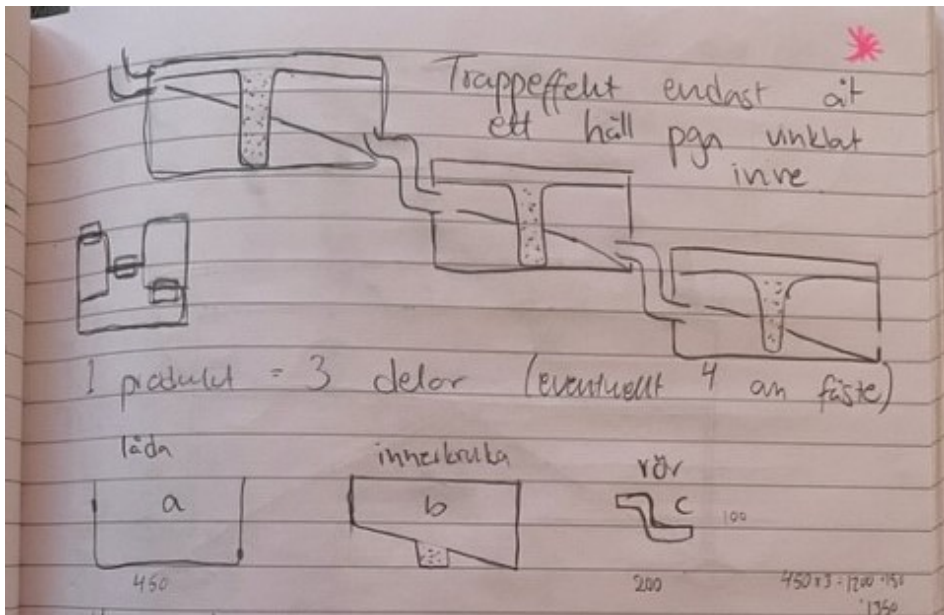 Trappeffekt endast åt
ett håll pga vinklat
inre
1 produkt = 3 delar (eventuellt 4 om fäste)
låda
innerkruka
rör
a
b
c
100
450
200
450x3 = 1200 +150
1350